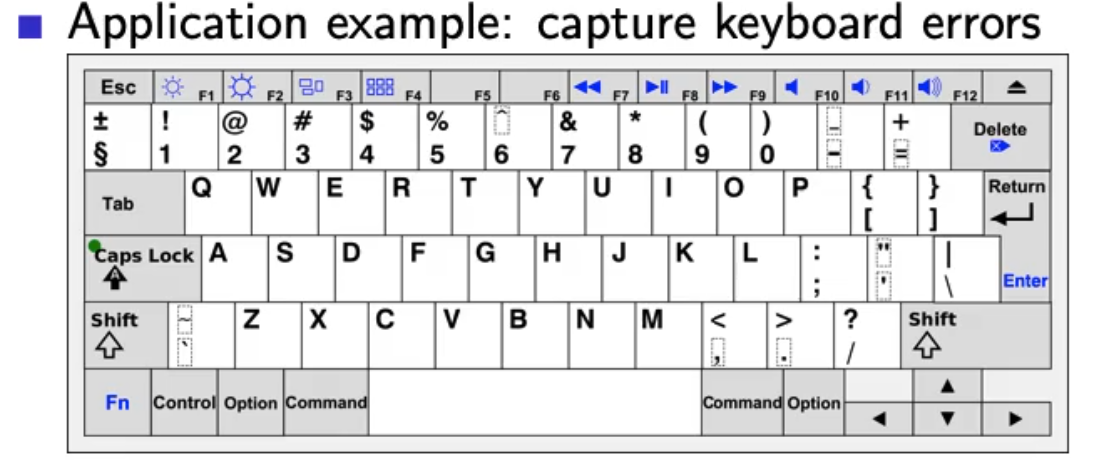 Application example: capture keyboard errors
Esc F1 F2 F3 F4 F5 F6 F7 F8 F9 F10 F11 F12
± ! @ # $ % ^ & * ( ) _ +
§ 1 2 3 4 5 6 7 8 9 0 - = Delete
Tab Q W E R T Y U I O P { } Return
[ ]
Caps Lock A S D F G H J K L : " |
; ' \ Enter
Shift ~ Z X C V B N M < > ? Shift
` , . /
Fn Control Option Command Command Option